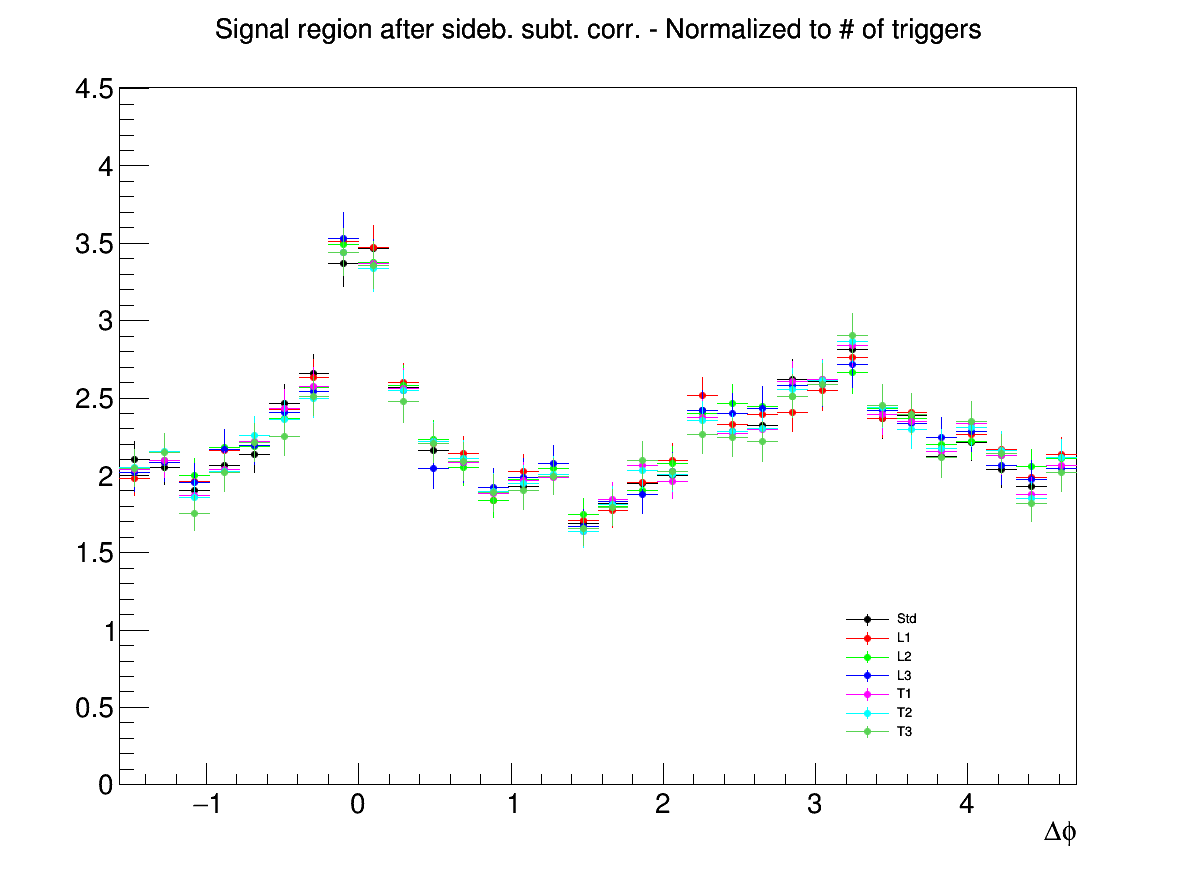 Signal region after sideb. subt. corr. - Normalized to # of triggers
4.5
4
3.5
3
2.5
2
1.5
1
0.5
0
−1 0 1 2 3 4
Δϕ
Std
L1
L2
L3
T1
T2
T3